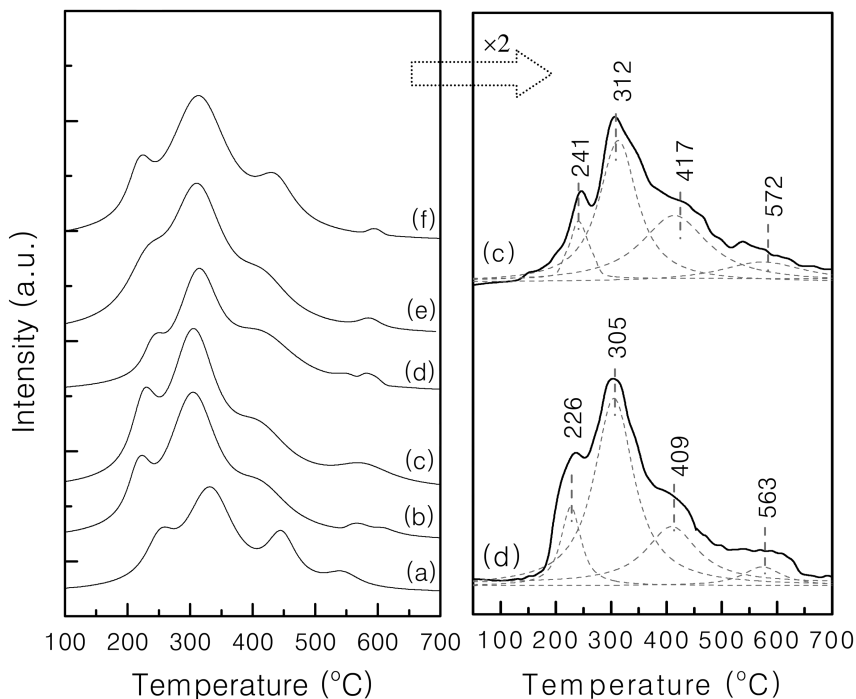 ×2
Intensity (a.u.)
(f)
(e)
(d)
(c)
(b)
(a)
100 200 300 400 500 600 700
Temperature (°C)
241
312
417
572
(c)
226
305
409
563
(d)
100 200 300 400 500 600 700
Temperature (°C)